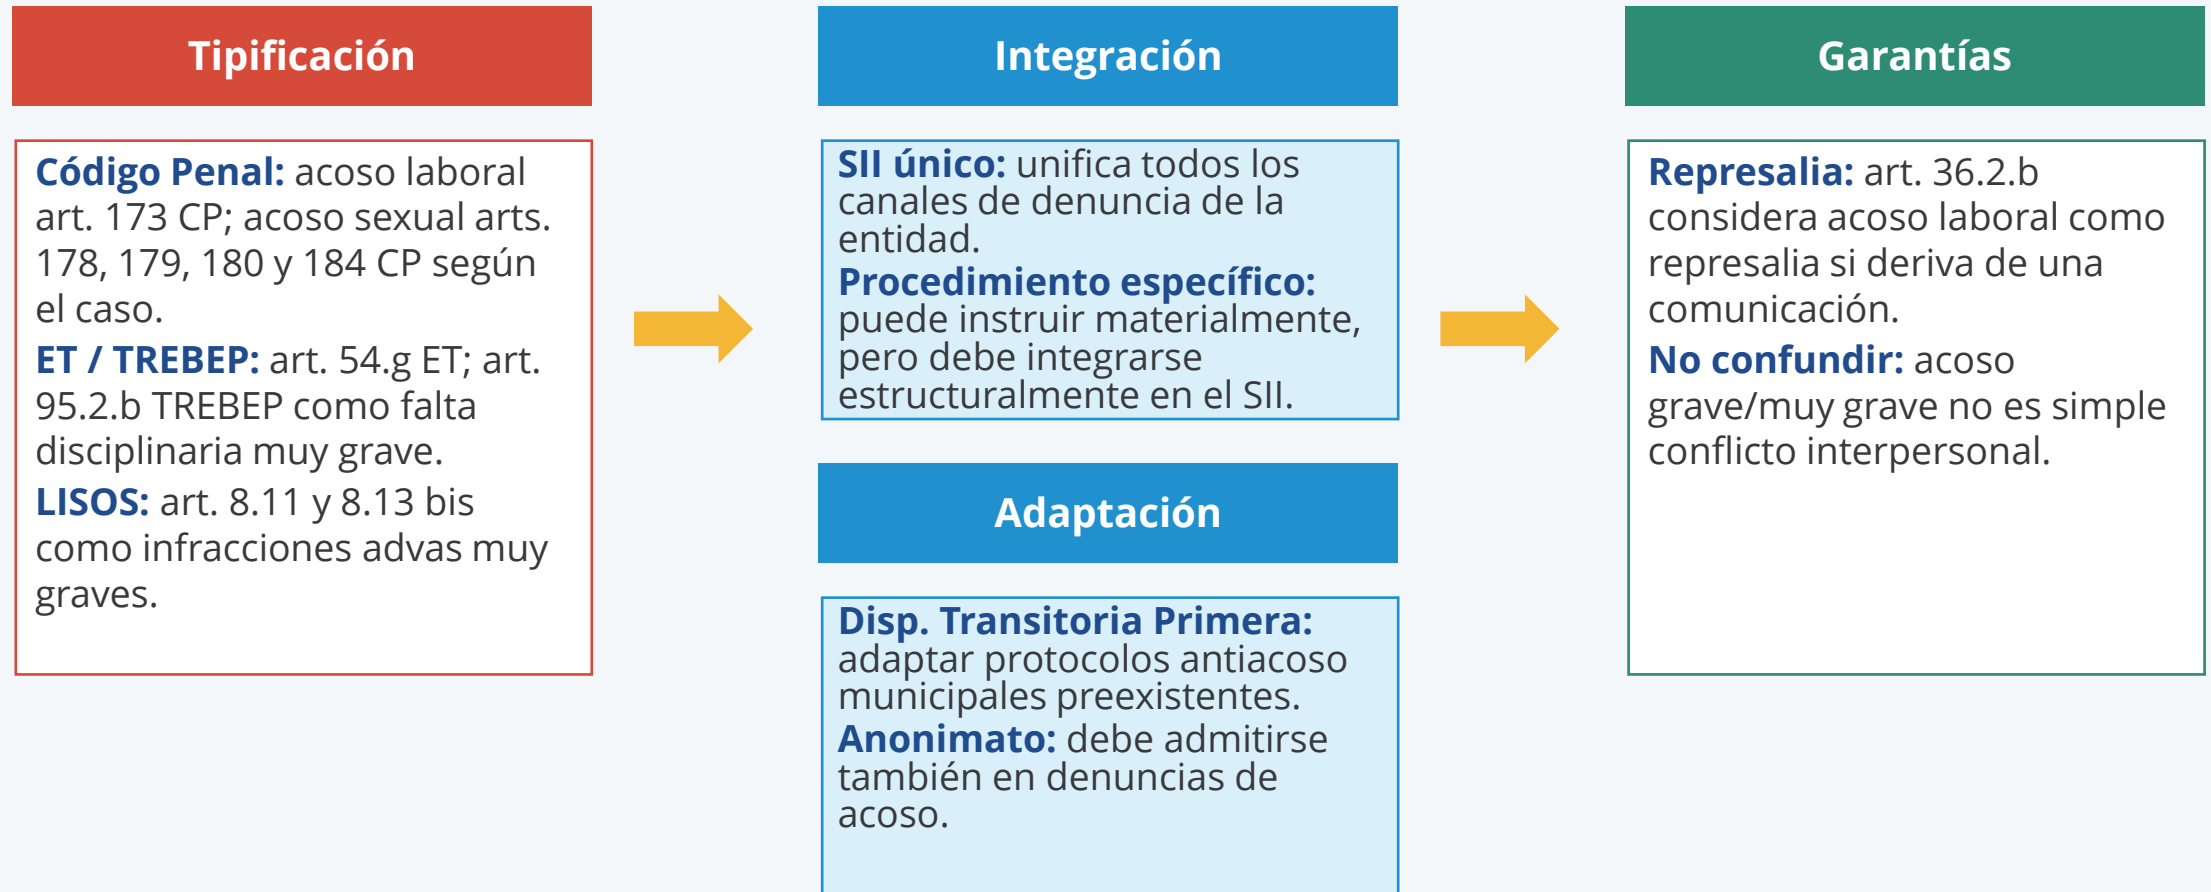 Tipificación
Código Penal: acoso laboral
art. 173 CP; acoso sexual arts.
178, 179, 180 y 184 CP según
el caso.
ET / TREBEP: art. 54.g ET; art.
95.2.b TREBEP como falta
disciplinaria muy grave.
LISOS: art. 8.11 y 8.13 bis
como infracciones advas muy
graves.
Integración
SII único: unifica todos los
canales de denuncia de la
entidad.
Procedimiento específico:
puede instruir materialmente,
pero debe integrarse
estructuralmente en el SII.
Adaptación
Disp. Transitoria Primera:
adaptar protocolos antiacoso
municipales preexistentes.
Anonimato: debe admitirse
también en denuncias de
acoso.
Garantías
Represalia: art. 36.2.b
considera acoso laboral como
represalia si deriva de una
comunicación.
No confundir: acoso
grave/muy grave no es simple
conflicto interpersonal.